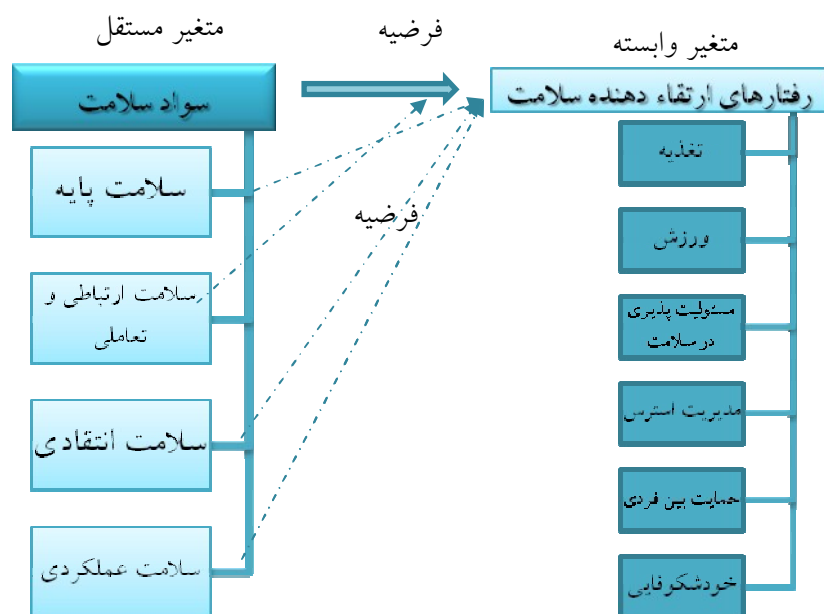 متغیر مستقل
فرضیه
متغیر وابسته
سواد سلامت
رفتارهای ارتقاء دهنده سلامت
سلامت پایه
سلامت ارتباطی و
تعاملی
سلامت انتقادی
سلامت عملکردی
فرضیه
تغذیه
ورزش
مسئولیت پذیری
در سلامت
مدیریت استرس
حمایت بین فردی
خودشکوفایی